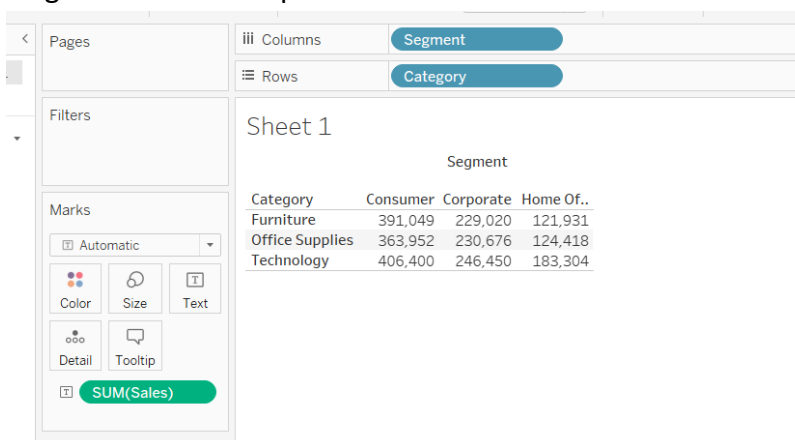 Pages
iii Columns Segment
Rows Category
Filters
Sheet 1
Segment
Category Consumer Corporate Home Of..
Furniture 391,049 229,020 121,931
Office Supplies 363,952 230,676 124,418
Technology 406,400 246,450 183,304
Marks
T Automatic
Color Size T Text
Detail Tooltip
T SUM(Sales)